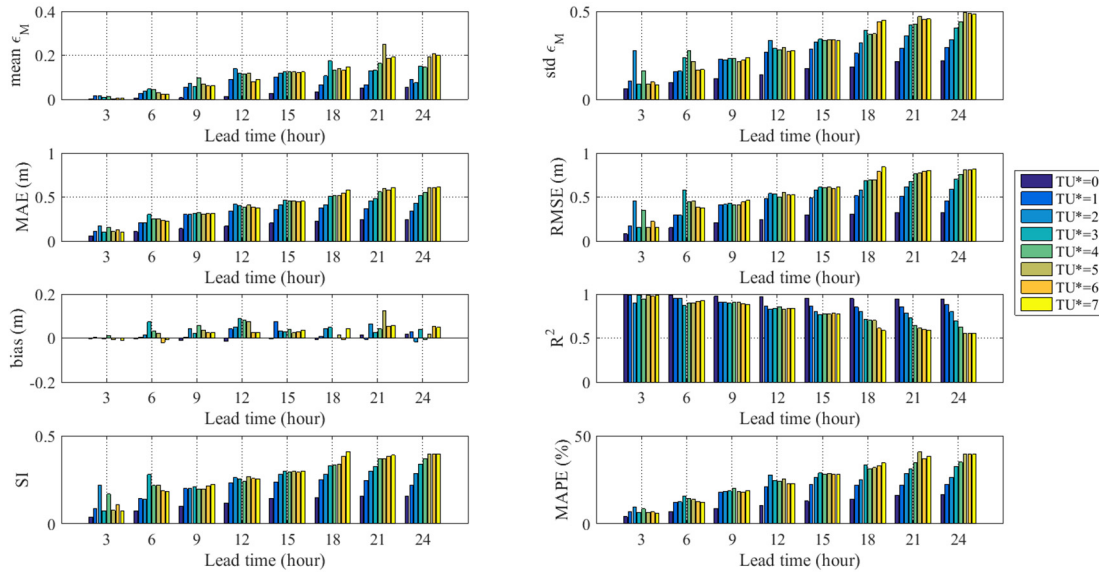 mean ϵM
0.4
0.2
0
3 6 9 12 15 18 21 24
Lead time (hour)
std ϵM
0.5
0
3 6 9 12 15 18 21 24
Lead time (hour)
MAE (m)
1
0.5
0
3 6 9 12 15 18 21 24
Lead time (hour)
RMSE (m)
1
0.5
0
3 6 9 12 15 18 21 24
Lead time (hour)
bias (m)
0.2
0
-0.2
3 6 9 12 15 18 21 24
Lead time (hour)
R²
1
0.5
0
3 6 9 12 15 18 21 24
Lead time (hour)
SI
0.5
0
3 6 9 12 15 18 21 24
Lead time (hour)
MAPE (%)
50
0
3 6 9 12 15 18 21 24
Lead time (hour)
TU*=0
TU*=1
TU*=2
TU*=3
TU*=4
TU*=5
TU*=6
TU*=7